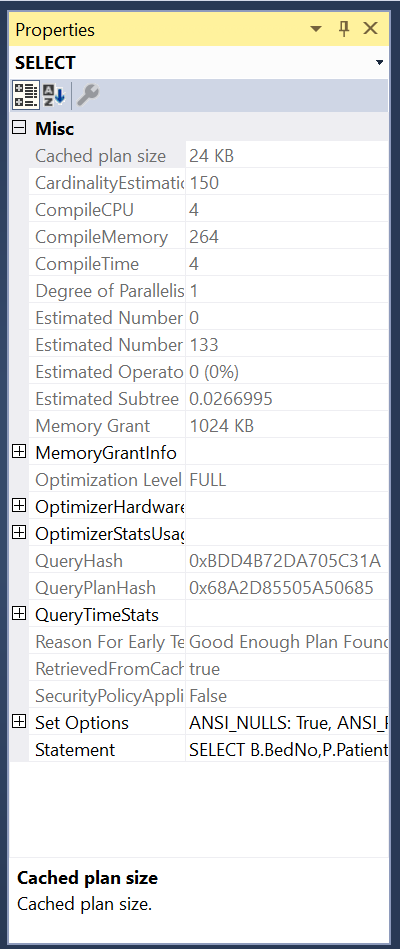 Properties
SELECT
Misc
Cached plan size 24 KB
CardinalityEstimatic 150
CompileCPU 4
CompileMemory 264
CompileTime 4
Degree of Parallelis 1
Estimated Number 0
Estimated Number 133
Estimated Operato 0 (0%)
Estimated Subtree 0.0266995
Memory Grant 1024 KB
MemoryGrantInfo
Optimization Level FULL
OptimizerHardware
OptimizerStatsUsag
QueryHash 0xBDD4B72DA705C31A
QueryPlanHash 0x68A2D85505A50685
QueryTimeStats
Reason For Early Te Good Enough Plan Found
RetrievedFromCach true
SecurityPolicyAppli False
Set Options ANSI_NULLS: True, ANSI_P
Statement SELECT B.BedNo,P.Patient
Cached plan size
Cached plan size.